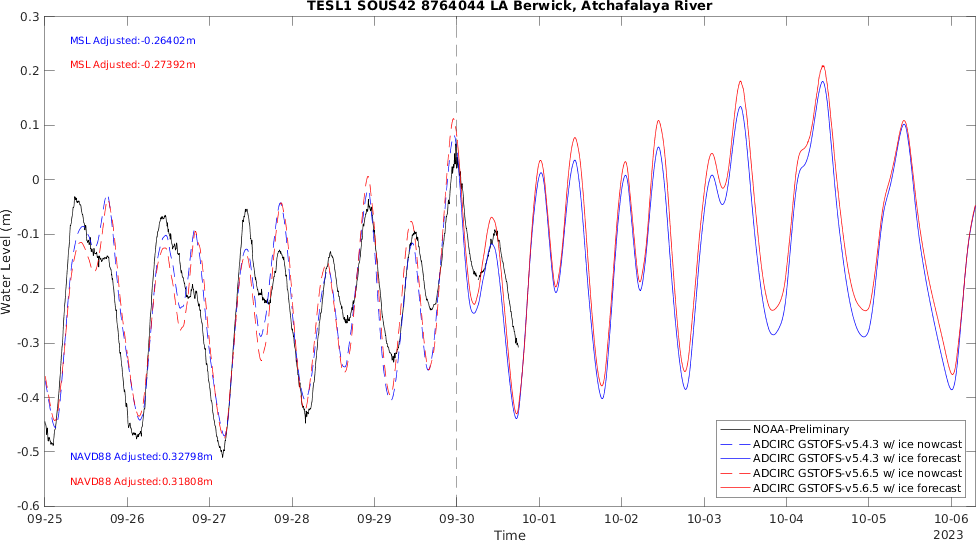 TESL1 SOUS42 8764044 LA Berwick, Atchafalaya River
MSL Adjusted:-0.26402m
MSL Adjusted:-0.27392m
NAVD88 Adjusted:0.32798m
NAVD88 Adjusted:0.31808m
Water Level (m)
0.3
0.2
0.1
0
-0.1
-0.2
-0.3
-0.4
-0.5
-0.6
NOAA-Preliminary
ADCIRC GSTOFS-v5.4.3 w/ ice nowcast
ADCIRC GSTOFS-v5.4.3 w/ ice forecast
ADCIRC GSTOFS-v5.6.5 w/ ice nowcast
ADCIRC GSTOFS-v5.6.5 w/ ice forecast
09-25 09-26 09-27 09-28 09-29 09-30 10-01 10-02 10-03 10-04 10-05 10-06
Time
2023